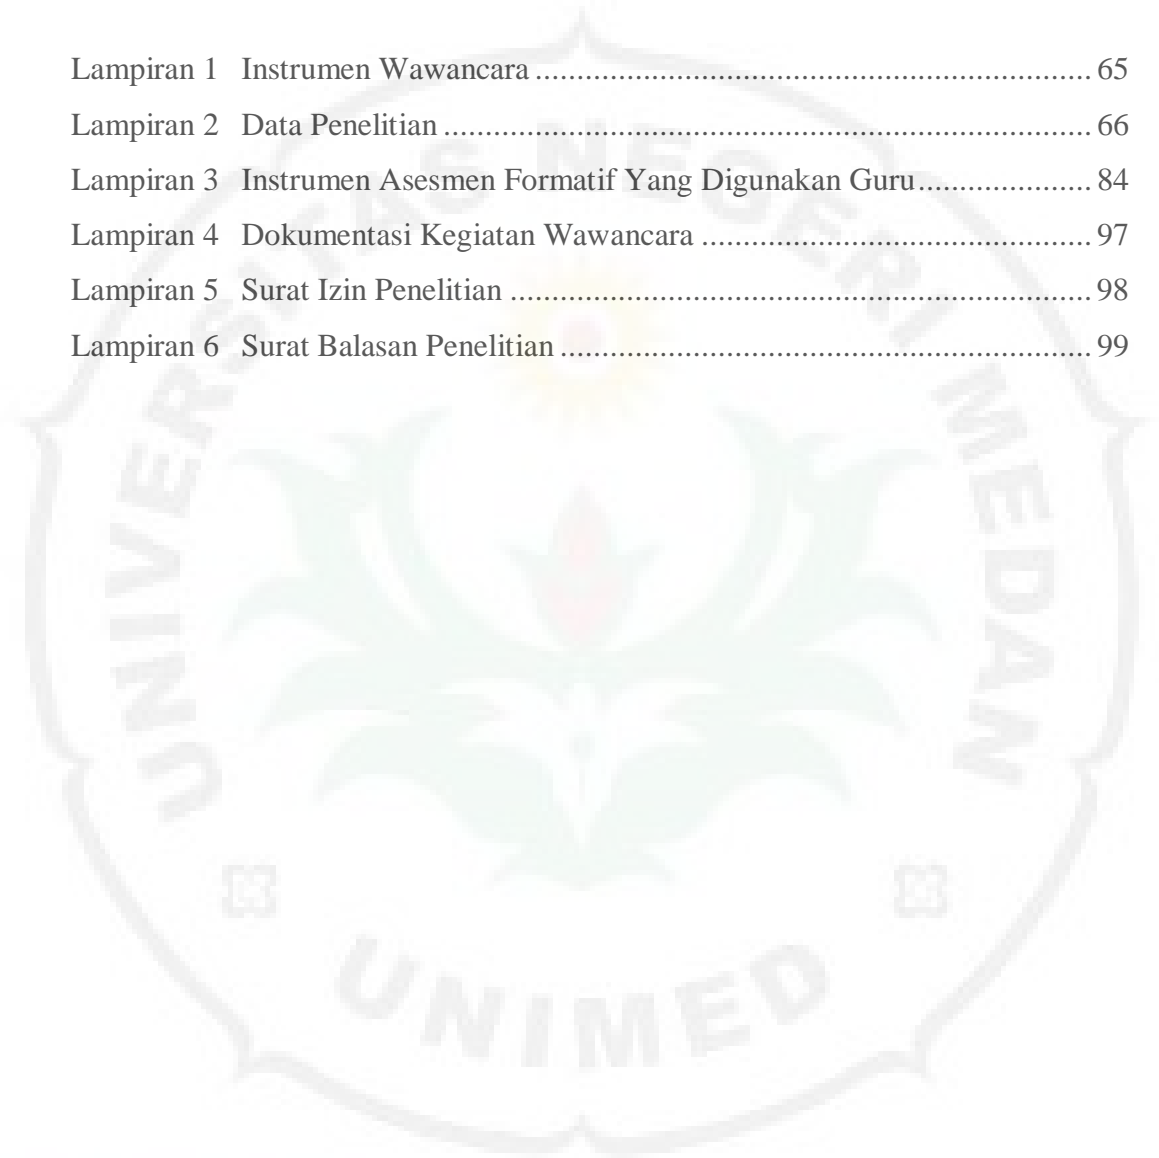 Lampiran 1 Instrumen Wawancara .................................................................. 65
Lampiran 2 Data Penelitian ............................................................................. 66
Lampiran 3 Instrumen Asesmen Formatif Yang Digunakan Guru..................... 84
Lampiran 4 Dokumentasi Kegiatan Wawancara .............................................. 97
Lampiran 5 Surat Izin Penelitian ..................................................................... 98
Lampiran 6 Surat Balasan Penelitian ............................................................... 99
UNIVERSITAS NEGERI MEDAN
UNIMED